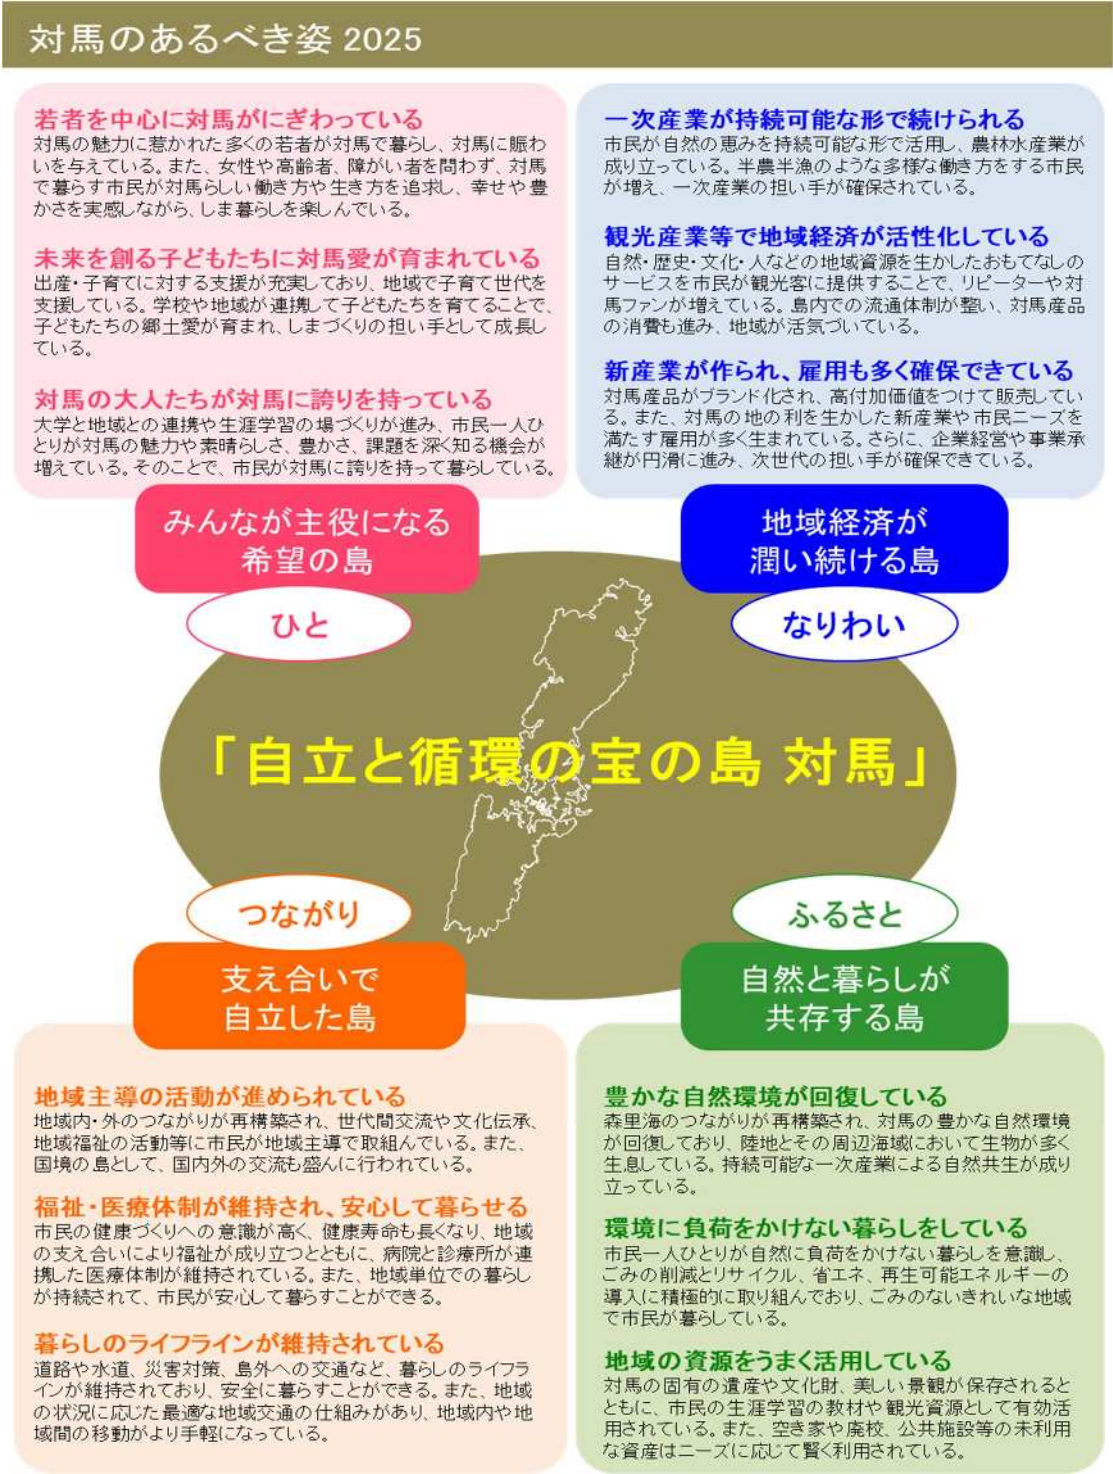 対馬のあるべき姿 2025
若者を中心に対馬がにぎわっている
対馬の魅力に惹かれた多くの若者が対馬で暮らし、対馬に賑わ
いを与えている。また、女性や高齢者、障がい者を問わず、対馬
で暮らす市民が対馬らしい働き方や生き方を追求し、幸せや豊
かさを実感しながら、しま暮らしを楽しんでいる。
未来を創る子どもたちに対馬愛が育まれている
出産・子育てに対する支援が充実しており、地域で子育て世代を
支援している。学校や地域が連携して子どもたちを育てることで、
子どもたちの郷土愛が育まれ、しまづくりの担い手として成長し
ている。
対馬の大人たちが対馬に誇りを持っている
大学と地域との連携や生涯学習の場づくりが進み、市民一人ひ
とりが対馬の魅力や素晴らしさ、豊かさ、課題を深く知る機会が
増えている。そのことで、市民が対馬に誇りを持って暮らしている。
みんなが主役になる
希望の島
ひと
一次産業が持続可能な形で続けられる
市民が自然の恵みを持続可能な形で活用し、農林水産業が
成り立っている。半農半漁のような多様な働き方をする市民
が増え、一次産業の担い手が確保されている。
観光産業等で地域経済が活性化している
自然・歴史・文化・人などの地域資源を生かしたおもてなしの
サービスを市民が観光客に提供することで、リピーターや対
馬ファンが増えている。島内での流通体制が整い、対馬産品
の消費も進み、地域が活気づいている。
新産業が作られ、雇用も多く確保できている
対馬産品がブランド化され、高付加価値をつけて販売してい
る。また、対馬の地の利を生かした新産業や市民ニーズを
満たす雇用が多く生まれている。さらに、企業経営や事業承
継が円滑に進み、次世代の担い手が確保できている。
地域経済が
潤い続ける島
なりわい
「自立と循環の宝の島 対馬」
つながり
支え合いで
自立した島
地域主導の活動が進められている
地域内・外のつながりが再構築され、世代間交流や文化伝承、
地域福祉の活動等に市民が地域主導で取組んでいる。また、
国境の島として、国内外の交流も盛んに行われている。
福祉・医療体制が維持され、安心して暮らせる
市民の健康づくりへの意識が高く、健康寿命も長くなり、地域
の支え合いにより福祉が成り立つとともに、病院と診療所が連
携した医療体制が維持されている。また、地域単位での暮らし
が持続されて、市民が安心して暮らすことができる。
暮らしのライフラインが維持されている
道路や水道、災害対策、島外への交通など、暮らしのライフラ
インが維持されており、安全に暮らすことができる。また、地域
の状況に応じた最適な地域交通の仕組みがあり、地域内や地
域間の移動がより手軽になっている。
ふるさと
自然と暮らしが
共存する島
豊かな自然環境が回復している
森里海のつながりが再構築され、対馬の豊かな自然環境
が回復しており、陸地とその周辺海域において生物が多く
生息している。持続可能な一次産業による自然共生が成り
立っている。
環境に負荷をかけない暮らしをしている
市民一人ひとりが自然に負荷をかけない暮らしを意識し、
ごみの削減とリサイクル、省エネ、再生可能エネルギーの
導入に積極的に取り組んでおり、ごみのないきれいな地域
で市民が暮らしている。
地域の資源をうまく活用している
対馬の固有の遺産や文化財、美しい景観が保存されると
ともに、市民の生涯学習の教材や観光資源として有効活
用されている。また、空き家や廃校、公共施設等の未利用
な資産はニーズに応じて賢く利用されている。